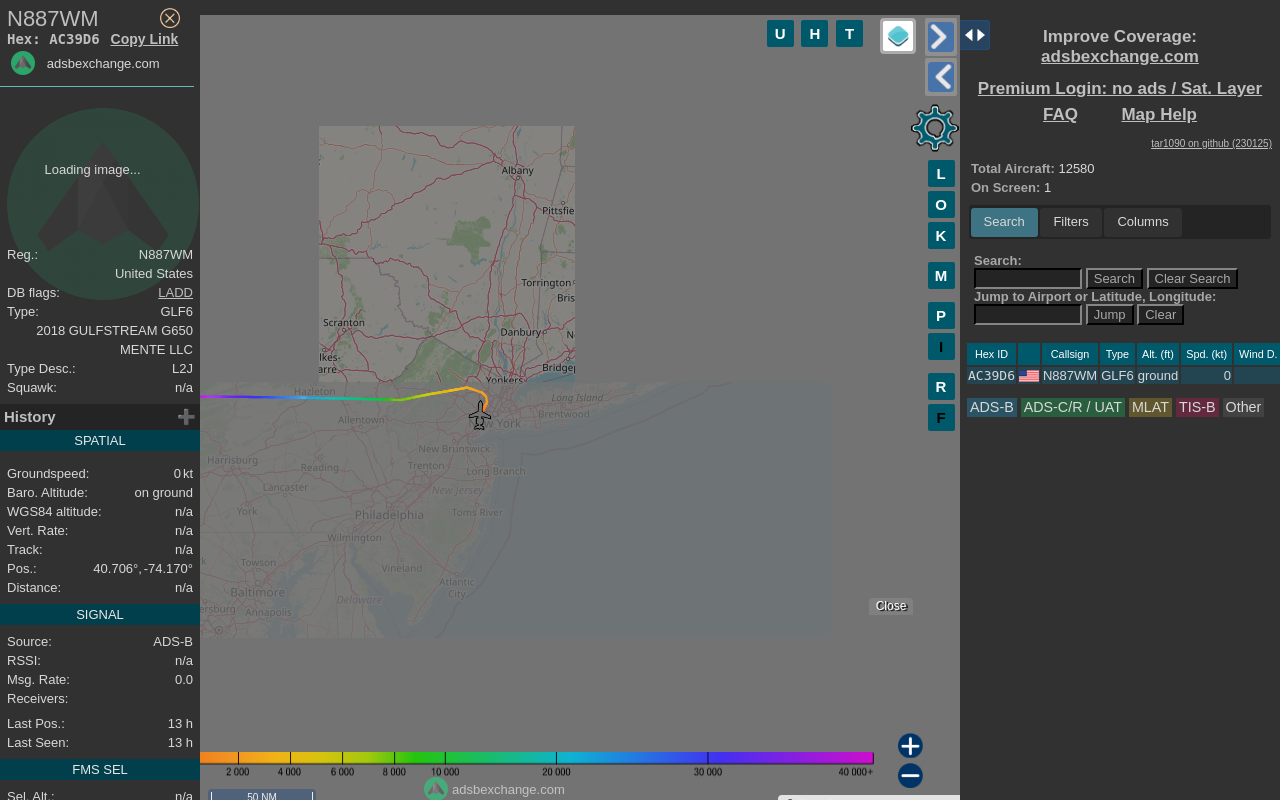 N887WM
Hex: AC39D6 Copy Link
adsbexchange.com
Loading image...
Reg.: N887WM
United States
DB flags: LADD
Type: GLF6
2018 GULFSTREAM G650
MENTE LLC
Type Desc.: L2J
Squawk: n/a
History
SPATIAL
Groundspeed: 0 kt
Baro. Altitude: on ground
WGS84 altitude: n/a
Vert. Rate: n/a
Track: n/a
Pos.: 40.706°, -74.170°
Distance: n/a
SIGNAL
Source: ADS-B
RSSI: n/a
Msg. Rate: 0.0
Receivers:
Last Pos.: 13 h
Last Seen: 13 h
FMS SEL
Sel. Alt.: n/a
U H T
L
O
K
M
P
I
R
F
Albany
Pittsfie
Torrington
Bris
Scranton
Danbury
N
lkes-
arre
Bridgep
Yonkers
Hazleton
Long Island
Allentown
New York
Brentwood
New Brunswick
Harrisburg
Reading
Trenton
Long Branch
Lancaster
New Jersey
York
Philadelphia
Toms River
Wilmington
k
Towson
Vineland
Atlantic
City
Baltimore
Delaware
ersburg
Annapolis
Close
2 000 4 000 6 000 8 000 10 000 20 000 30 000 40 000+
adsbexchange.com
50 NM
Improve Coverage:
adsbexchange.com
Premium Login: no ads / Sat. Layer
FAQ Map Help
tar1090 on github (230125)
Total Aircraft: 12580
On Screen: 1
Search Filters Columns
Search:
Search Clear Search
Jump to Airport or Latitude, Longitude:
Jump Clear
Hex ID Callsign Type Alt. (ft) Spd. (kt) Wind D.
AC39D6 N887WM GLF6 ground 0
ADS-B ADS-C/R / UAT MLAT TIS-B Other